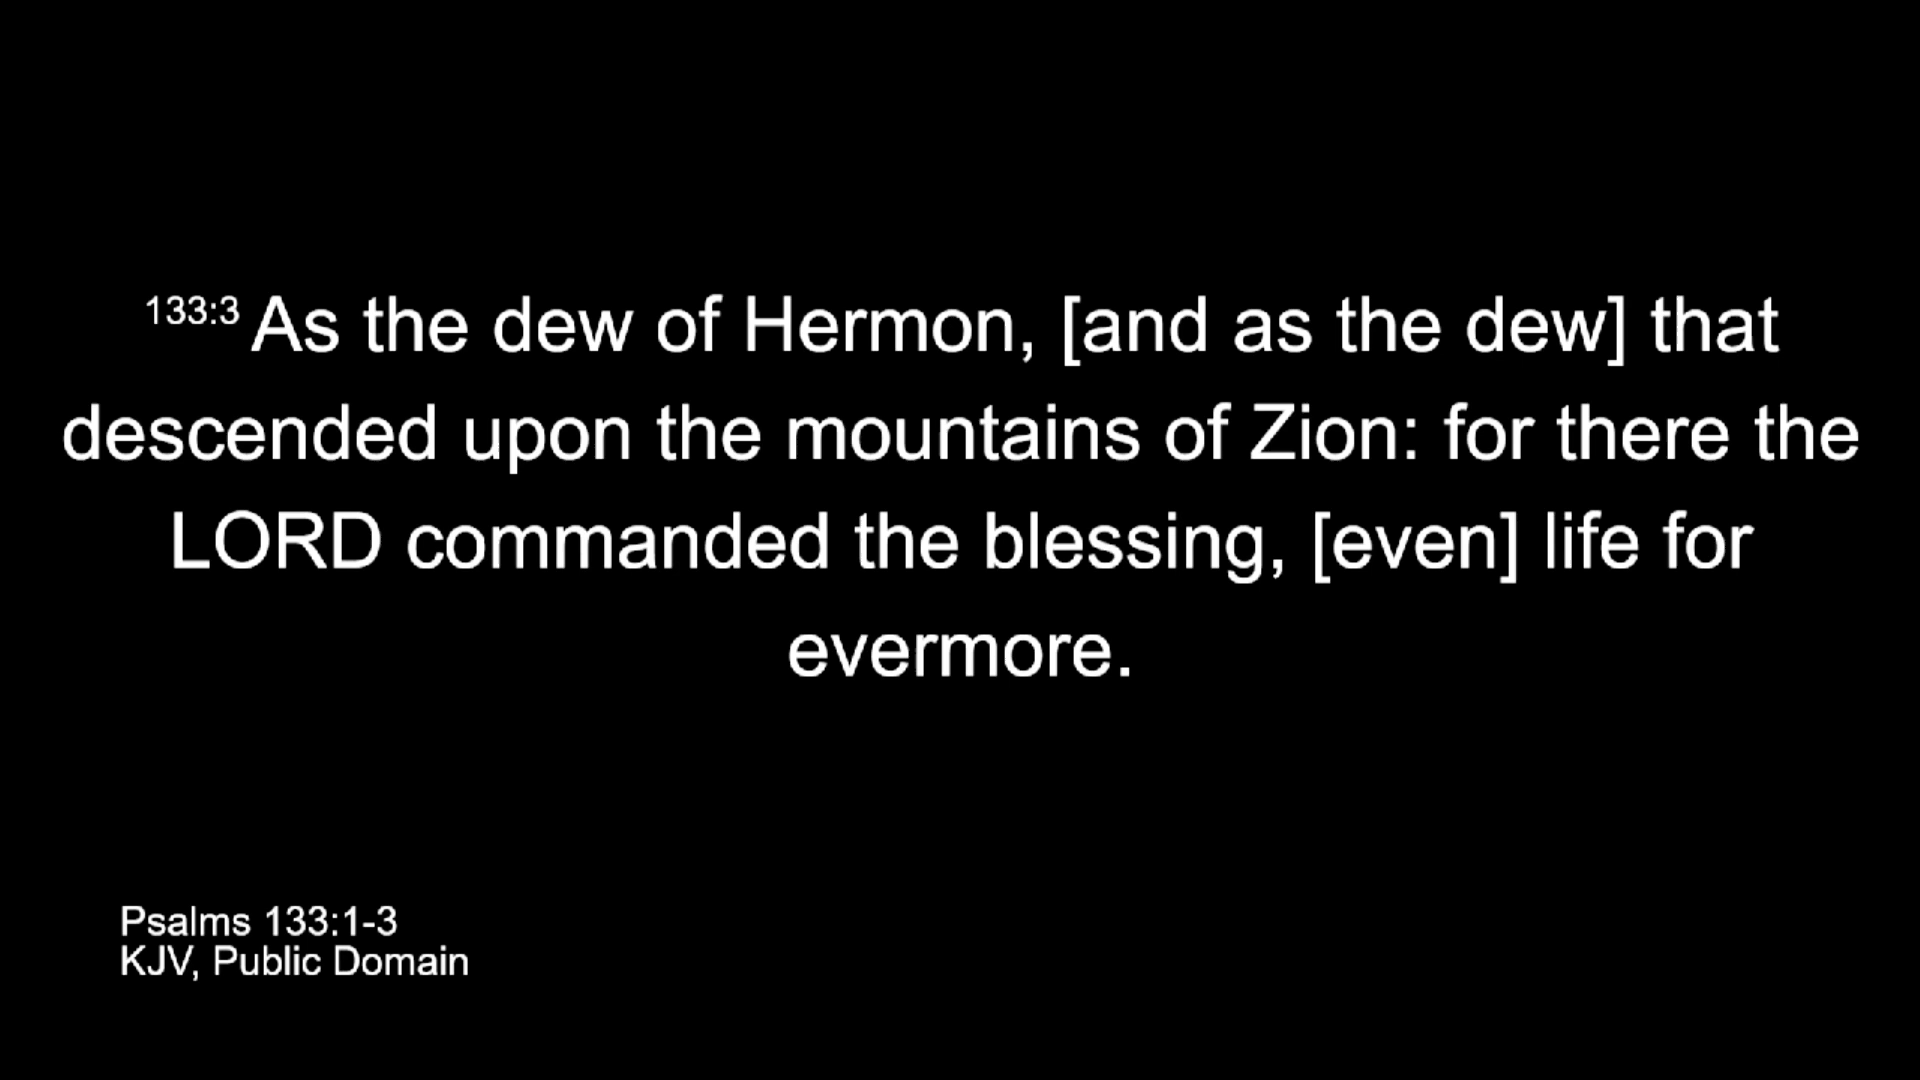 133:3 As the dew of Hermon, [and as the dew] that
descended upon the mountains of Zion: for there the
LORD commanded the blessing, [even] life for
evermore.
Psalms 133:1-3
KJV, Public Domain